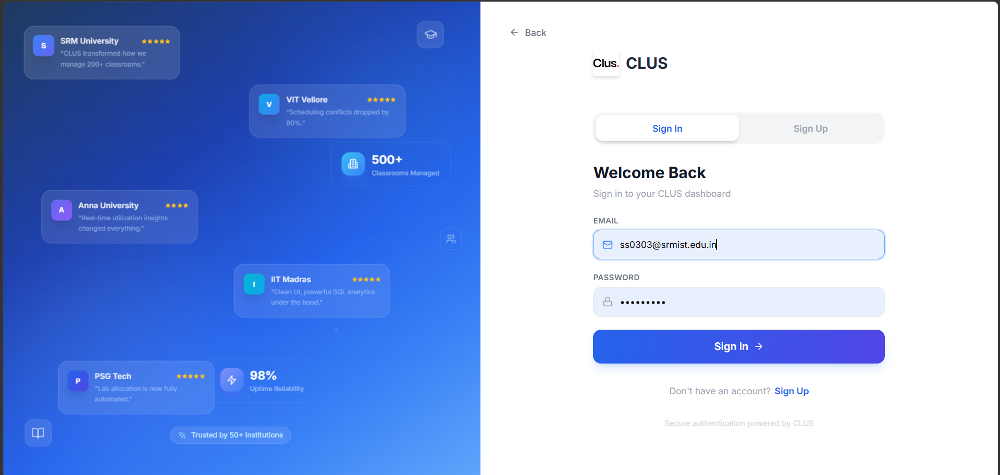 S
SRM University
"CLUS transformed how we
manage 200+ classrooms."
V
VIT Vellore
"Scheduling conflicts dropped by
80%."
500+
Classrooms Managed
A
Anna University
"Real-time utilization insights
changed everything."
I
IIT Madras
"Clean UI, powerful SQL analytics
under the hood."
P
PSG Tech
"Lab allocation is now fully
automated."
98%
Uptime Reliability
Trusted by 50+ Institutions
Back
Clus. CLUS
Sign In Sign Up
Welcome Back
Sign in to your CLUS dashboard
EMAIL
ss0303@srmist.edu.in
PASSWORD
•••••••••
Sign In
Don't have an account? Sign Up
Secure authentication powered by CLUS